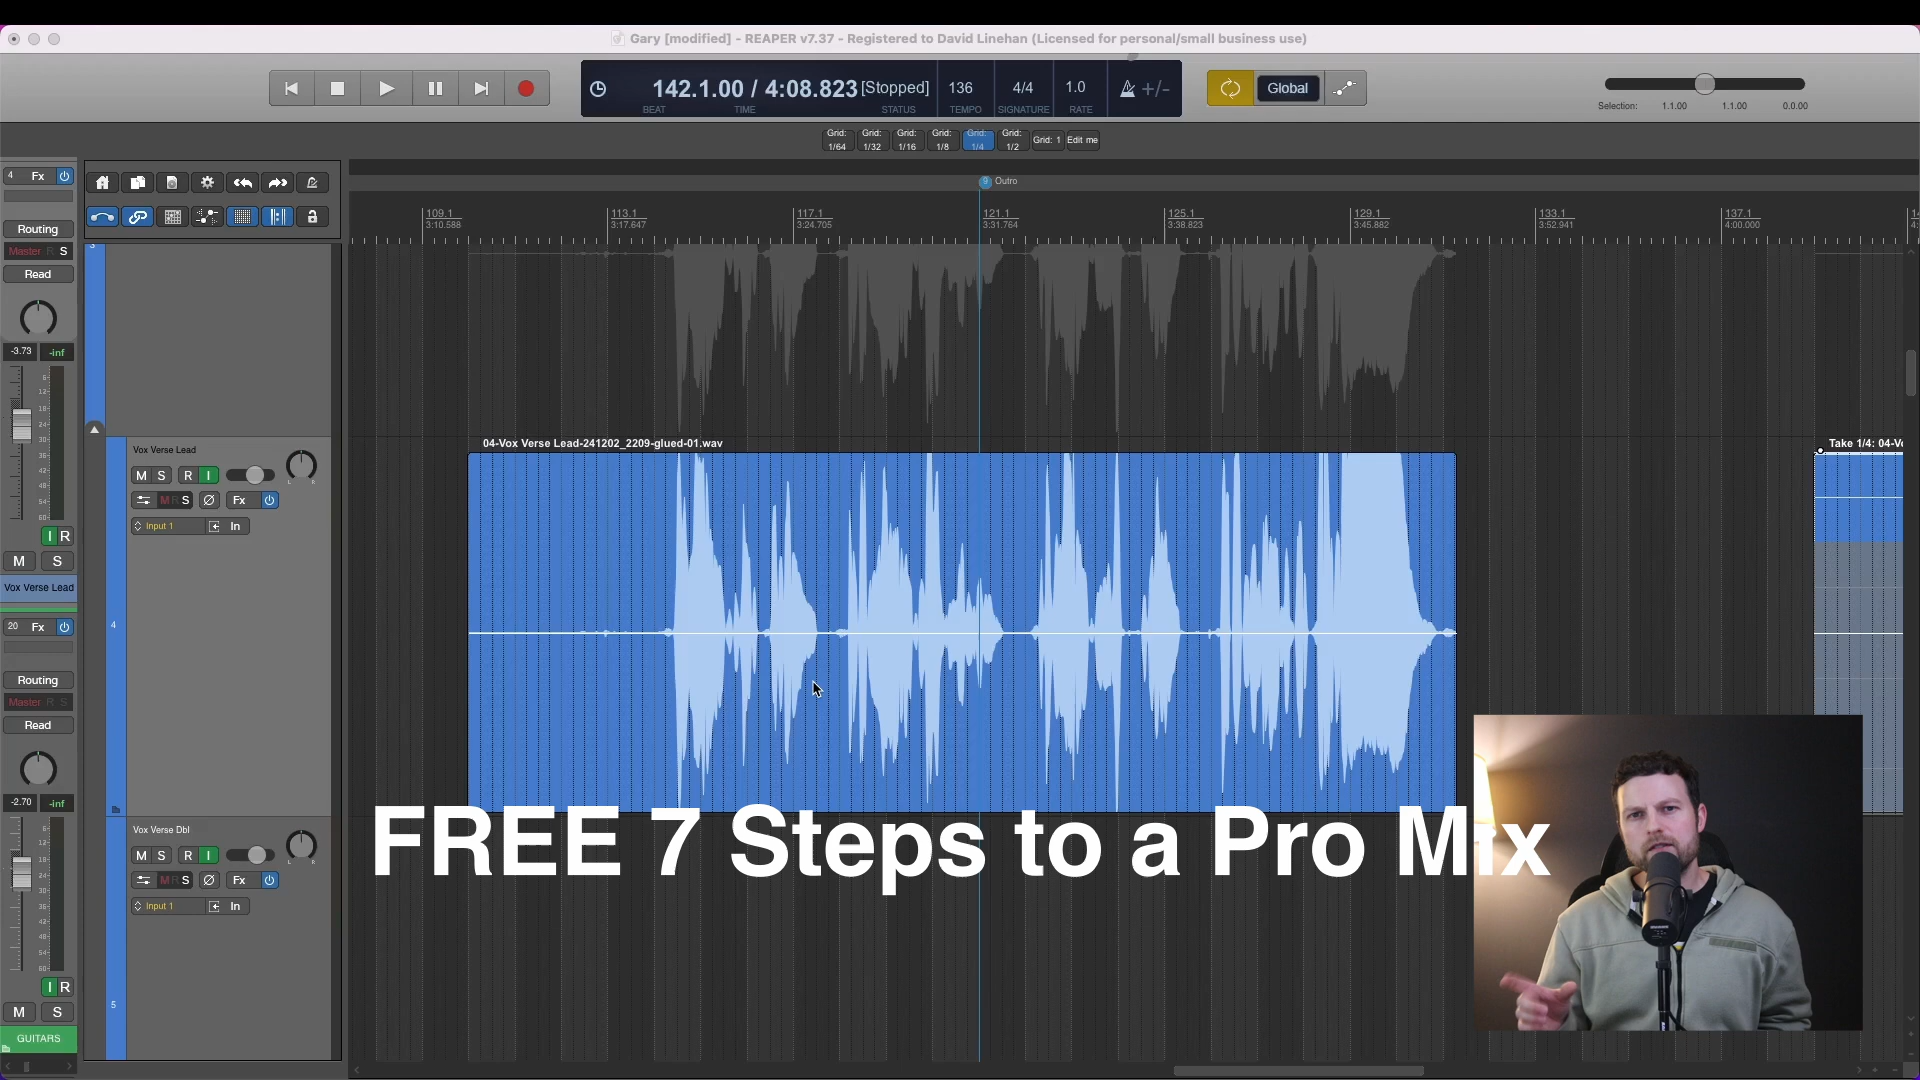 Gary [modified] - REAPER v7.37 - Registered to David Linehan (Licensed for personal/small business use)
142.1.00 / 4:08.823 [Stopped] 136 4/4 1.0 +/-
BEAT TIME STATUS TEMPO SIGNATURE RATE
Global
Selection: 1.1.00 1.1.00 0.0.00
Grid: 1/64 Grid: 1/32 Grid: 1/16 Grid: 1/8 Grid: 1/4 Grid: 1/2 Grid: 1 Edit me
4 Fx
Routing
Master R S
Read
-3.73 -inf
I R
M S
Vox Verse Lead
20 Fx
Routing
Master R S
Read
-2.70 -inf
I R
M S
GUITARS
9 Outro
109.1 113.1 117.1 121.1 125.1 129.1 133.1 137.1
3:10.588 3:17.647 3:24.705 3:31.764 3:38.823 3:45.882 3:52.941 4:00.000
3
04-Vox Verse Lead-241202_2209-glued-01.wav
Take 1/4: 04-Vo
4
Vox Verse Lead
M S R I
M R S Ø Fx
Input 1 In
L R
5
Vox Verse Dbl
M S R I
M R S Ø Fx
Input 1 In
L R
FREE 7 Steps to a Pro Mix